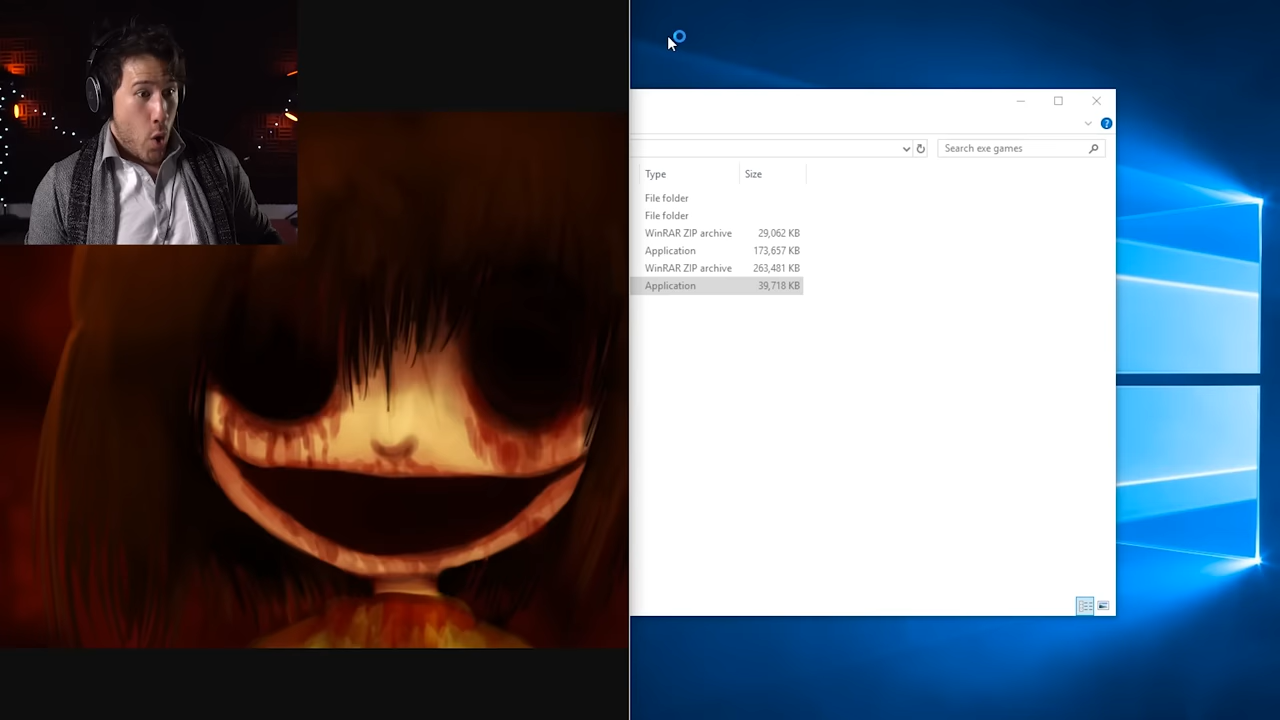 Search exe games
Type Size
File folder
File folder
WinRAR ZIP archive 29,062 KB
Application 173,657 KB
WinRAR ZIP archive 263,481 KB
Application 39,718 KB